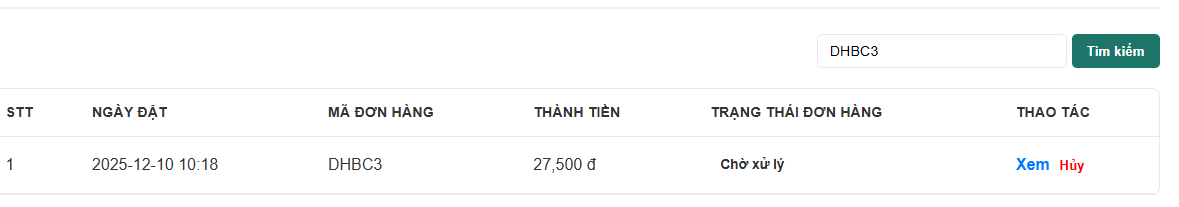 DHBC3 Tìm kiếm
STT NGÀY ĐẶT MÃ ĐƠN HÀNG THÀNH TIỀN TRẠNG THÁI ĐƠN HÀNG THAO TÁC
1 2025-12-10 10:18 DHBC3 27,500 đ Chờ xử lý Xem Hủy